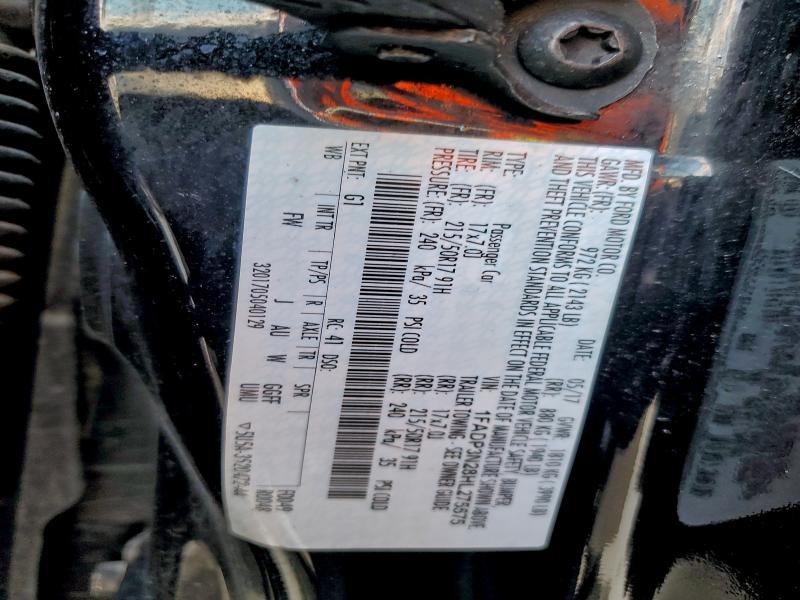 MFD. BY FORD MOTOR CO.
DATE: 05/17 GVWR: 1810 KG (3990 LB)
GAWR: (FR): 972 KG (2143 LB) (RR): 880 KG (1940 LB)
THIS VEHICLE CONFORMS TO ALL APPLICABLE FEDERAL MOTOR VEHICLE SAFETY, BUMPER,
AND THEFT PREVENTION STANDARDS IN EFFECT ON THE DATE OF MANUFACTURE SHOWN ABOVE.
VIN: 1FADP3N28HL275975
TYPE: Passenger Car TRAILER TOWING - SEE OWNER GUIDE
RIM: (FR): 17x7.0J (RR): 17x7.0J
TIRE: (FR): 215/50R17 91H (RR): 215/50R17 91H
PRESSURE: (FR) 240 kPa/ 35 PSI COLD (RR): 240 kPa/ 35 PSI COLD
EXT PNT: G1 RC: 41 DSO:
WB INT TR TP/PS R AXLE TR SPR
FW J AU W GGFF
3201705040129 UMU